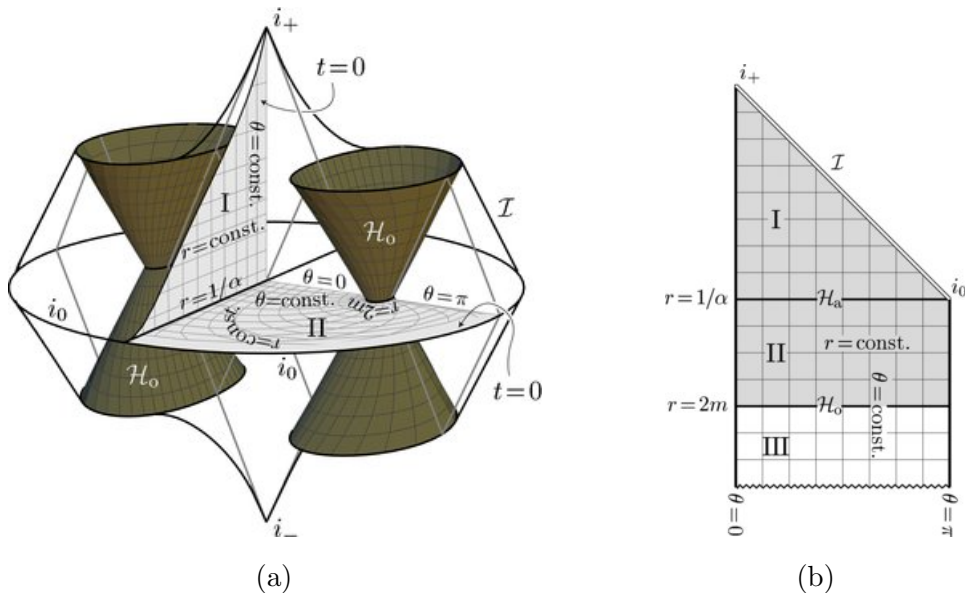 i₊
t=0
θ=const.
I
r=const.
ℋₒ
ℐ
r=1/α
θ=0
θ=const.
r=2m
θ=π
i₀
II
r=const.
ℋₒ
i₀
t=0
i₋
(a)
i₊
ℐ
I
i₀
r=1/α
ℋₐ
II
r=const.
θ=const.
r=2m
ℋₒ
III
θ=0
θ=π
(b)